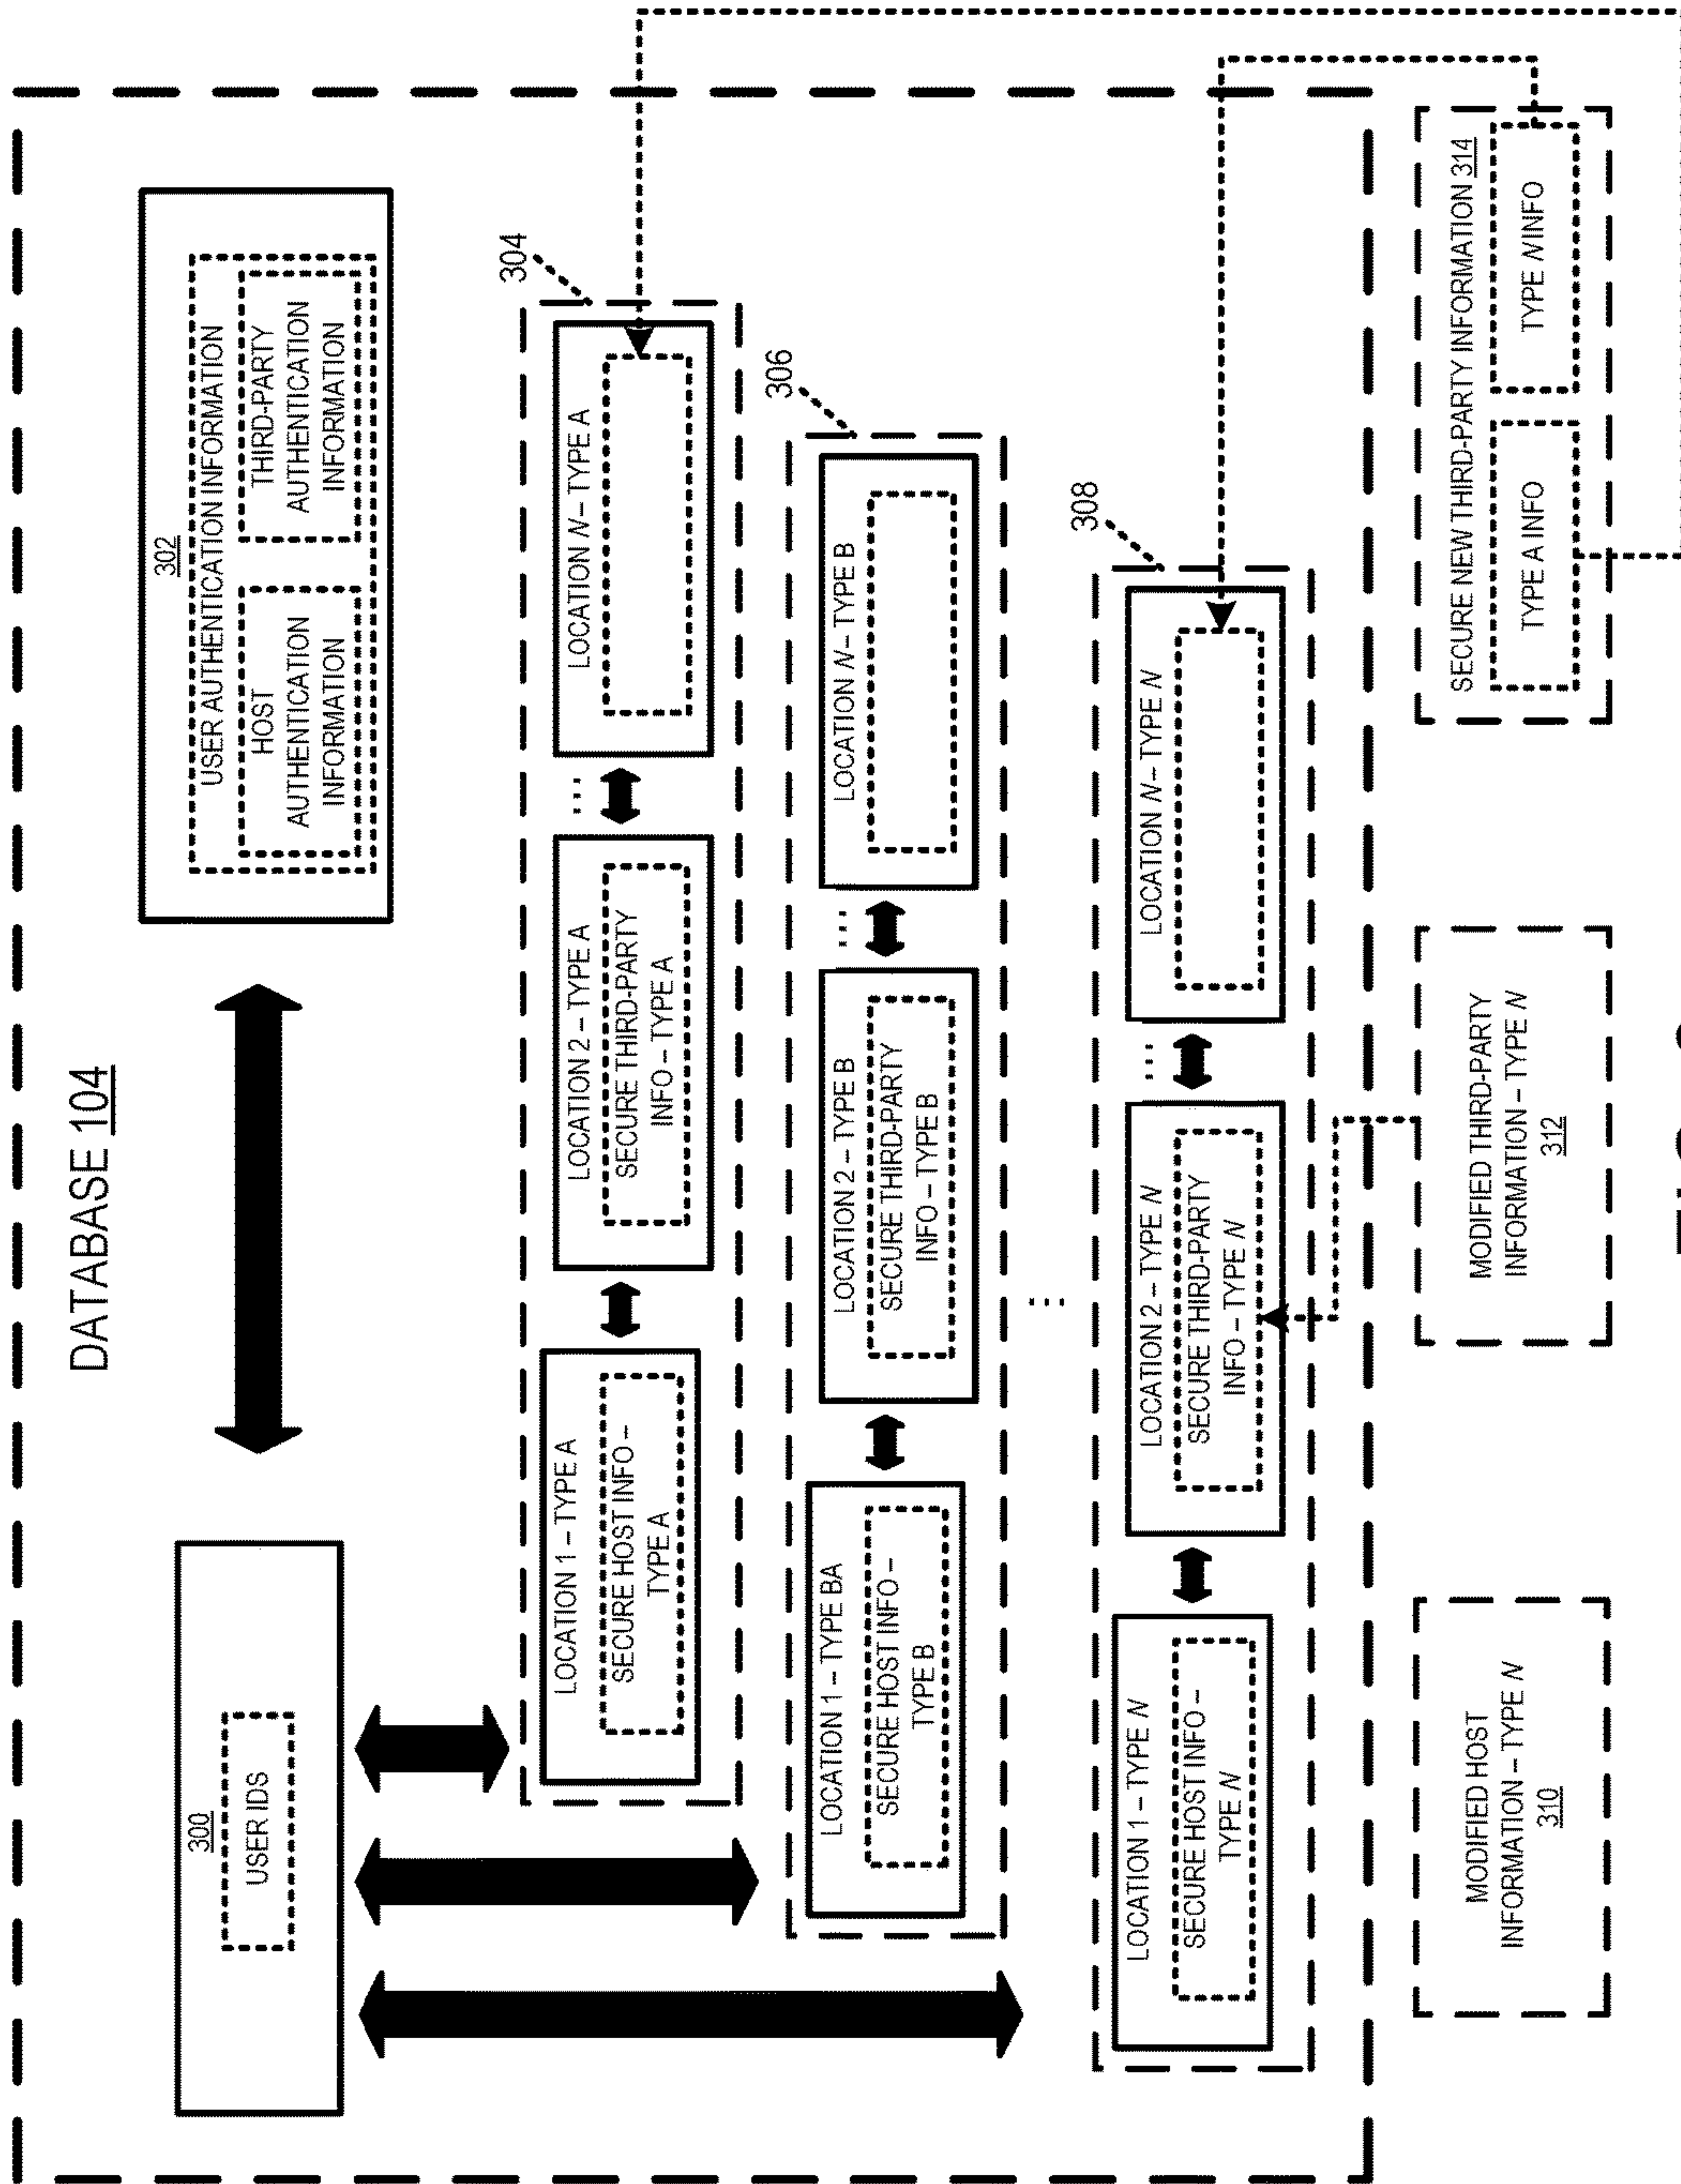 DATABASE 104
300
USER IDS
302
USER AUTHENTICATION INFORMATION
HOST
AUTHENTICATION
INFORMATION
THIRD-PARTY
AUTHENTICATION
INFORMATION
304
LOCATION 1 – TYPE A
SECURE HOST INFO –
TYPE A
LOCATION 2 – TYPE A
SECURE THIRD-PARTY
INFO – TYPE A
...
LOCATION N – TYPE A
306
LOCATION 1 – TYPE BA
SECURE HOST INFO –
TYPE B
LOCATION 2 – TYPE B
SECURE THIRD-PARTY
INFO – TYPE B
...
LOCATION N – TYPE B
...
308
LOCATION 1 – TYPE N
SECURE HOST INFO –
TYPE N
LOCATION 2 – TYPE N
SECURE THIRD-PARTY
INFO – TYPE N
...
LOCATION N – TYPE N
MODIFIED HOST
INFORMATION – TYPE N
310
MODIFIED THIRD-PARTY
INFORMATION – TYPE N
312
SECURE NEW THIRD-PARTY INFORMATION 314
TYPE A INFO
TYPE N INFO